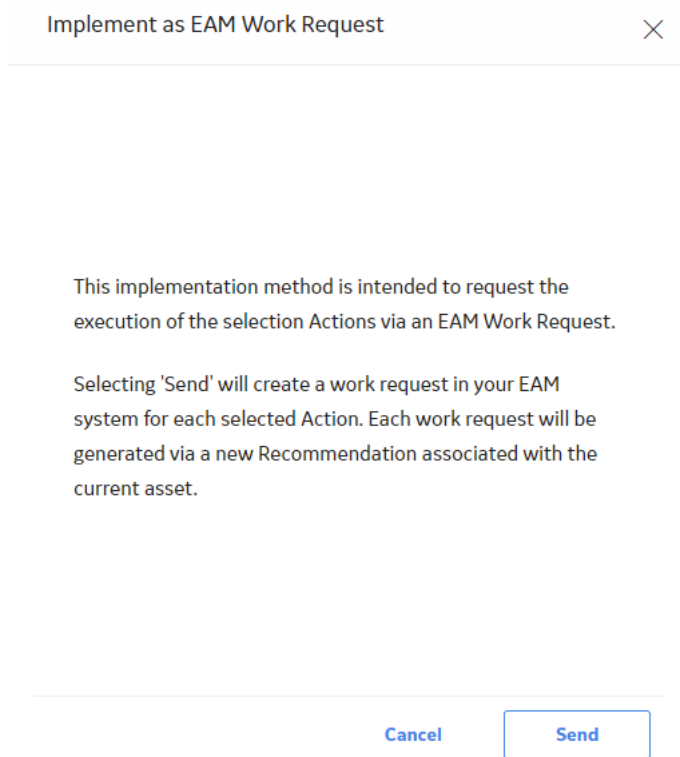 Implement as EAM Work Request
This implementation method is intended to request the
execution of the selection Actions via an EAM Work Request.
Selecting 'Send' will create a work request in your EAM
system for each selected Action. Each work request will be
generated via a new Recommendation associated with the
current asset.
Cancel
Send